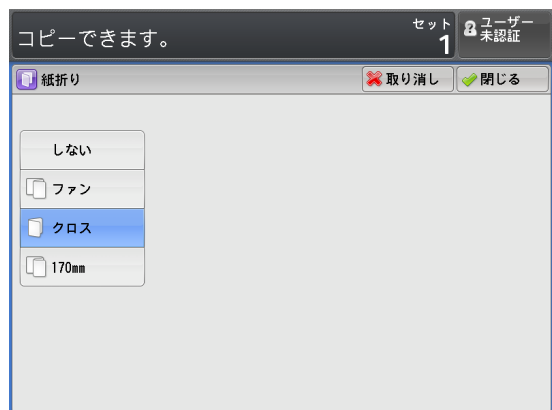 コピーできます。
セット
1
ユーザー
未認証
紙折り
取り消し
閉じる
しない
ファン
クロス
170mm